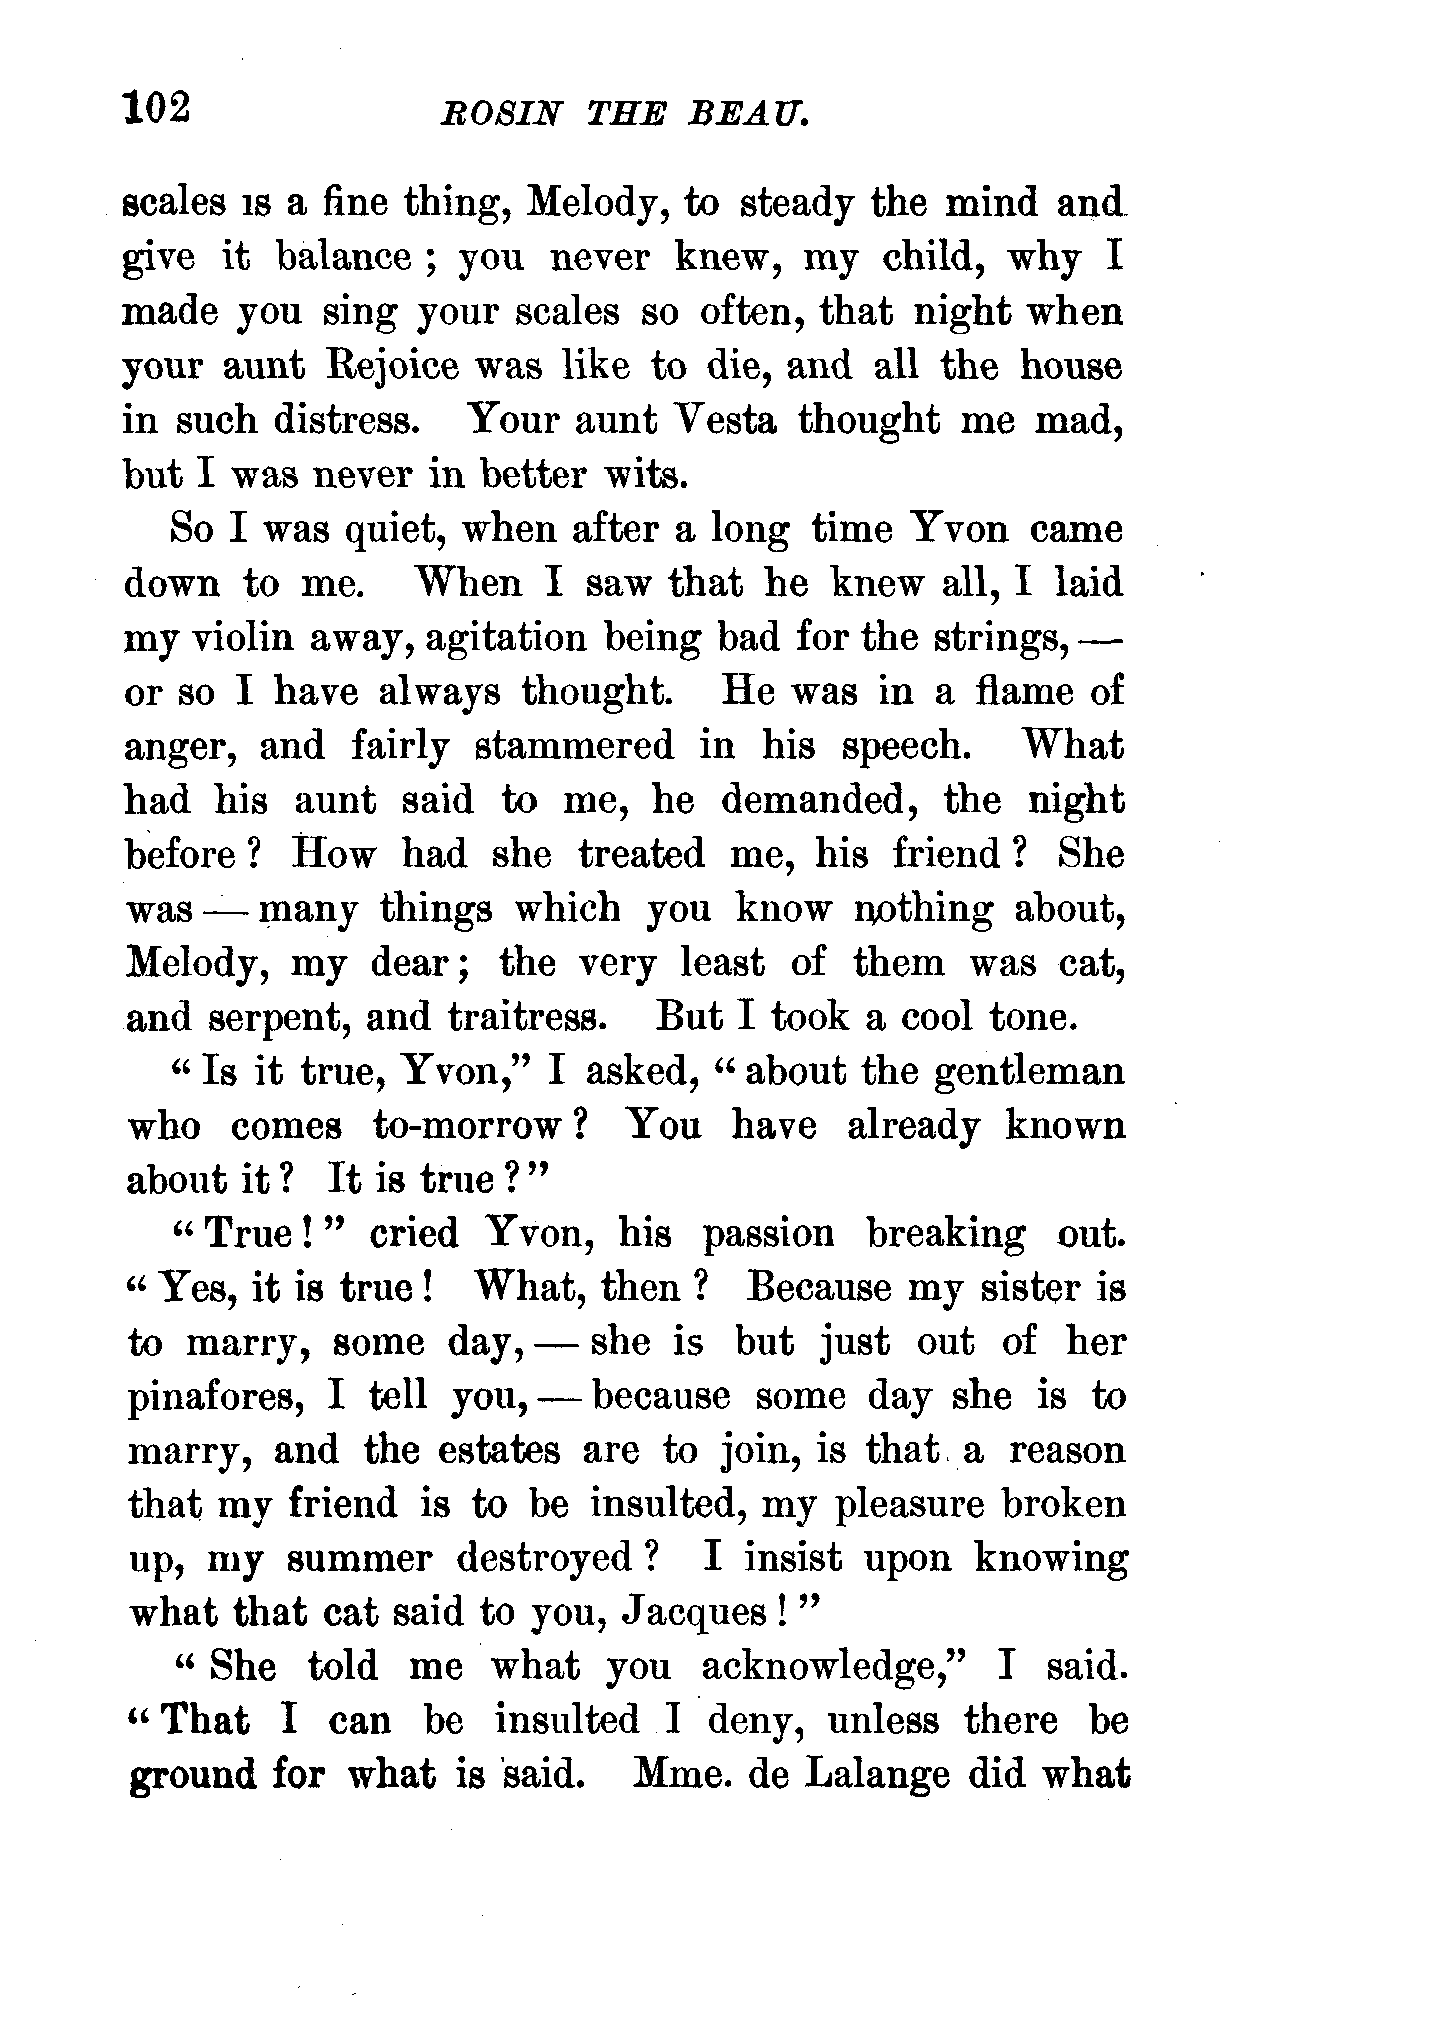 102 ROSIN THE BEAU.
scales is a fine thing, Melody, to steady the mind and
give it balance ; you never knew, my child, why I
made you sing your scales so often, that night when
your aunt Rejoice was like to die, and all the house
in such distress. Your aunt Vesta thought me mad,
but I was never in better wits.
So I was quiet, when after a long time Yvon came
down to me. When I saw that he knew all, I laid
my violin away, agitation being bad for the strings, —
or so I have always thought. He was in a flame of
anger, and fairly stammered in his speech. What
had his aunt said to me, he demanded, the night
before ? How had she treated me, his friend ? She
was — many things which you know nothing about,
Melody, my dear ; the very least of them was cat,
and serpent, and traitress. But I took a cool tone.
“ Is it true, Yvon,” I asked, “ about the gentleman
who comes to-morrow ? You have already known
about it ? It is true ? ”
“ True ! ” cried Yvon, his passion breaking out.
“ Yes, it is true ! What, then ? Because my sister is
to marry, some day, — she is but just out of her
pinafores, I tell you, — because some day she is to
marry, and the estates are to join, is that a reason
that my friend is to be insulted, my pleasure broken
up, my summer destroyed ? I insist upon knowing
what that cat said to you, Jacques ! ”
“ She told me what you acknowledge,” I said.
“ That I can be insulted I deny, unless there be
ground for what is said. Mme. de Lalange did what